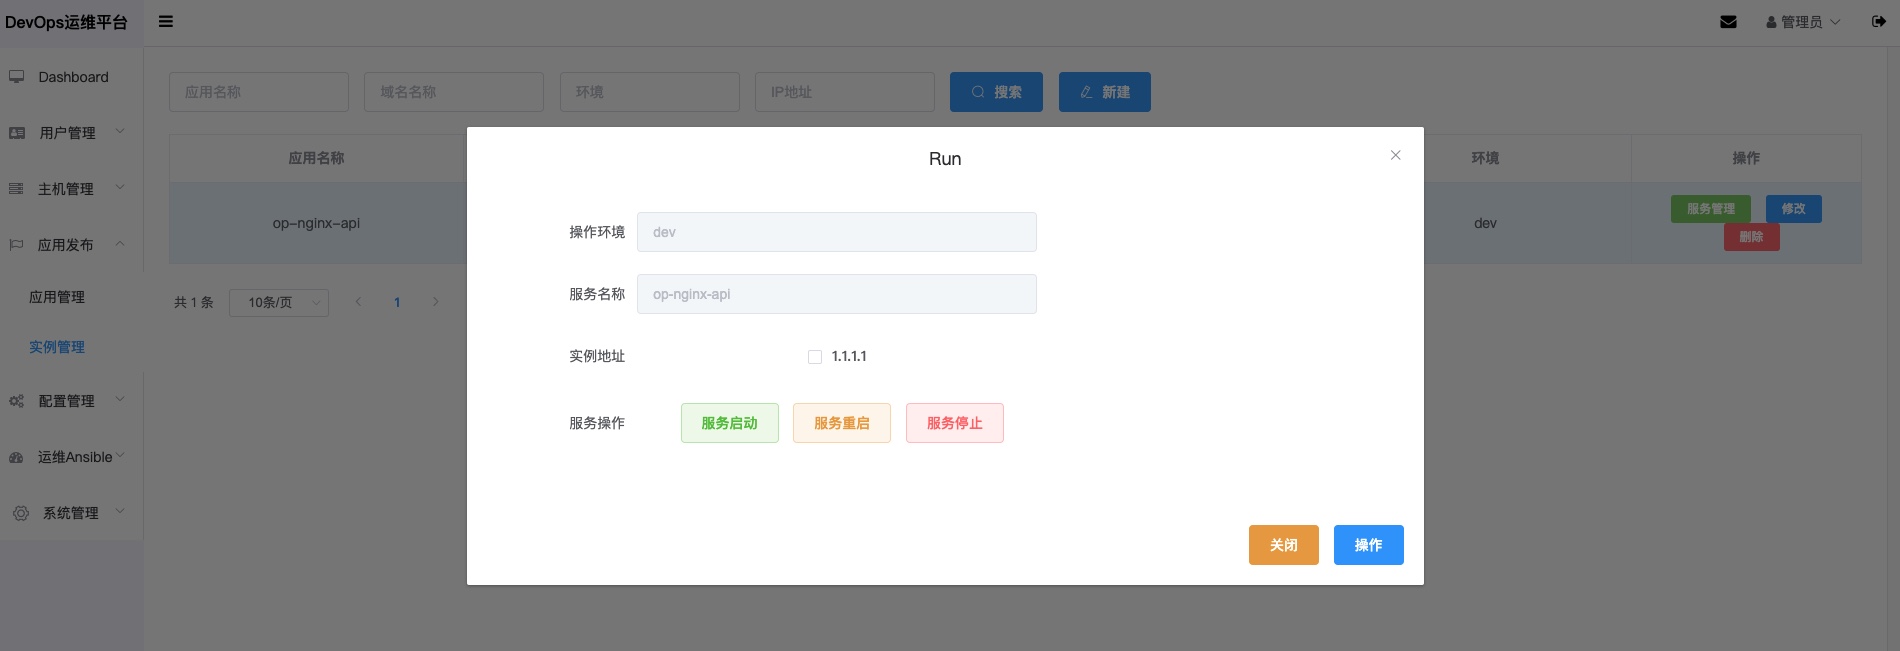 DevOps运维平台
管理员
Dashboard
用户管理
主机管理
应用发布
应用管理
实例管理
配置管理
运维Ansible
系统管理
应用名称
域名名称
环境
IP地址
搜索
新建
应用名称
环境
操作
op-nginx-api
dev
服务管理
修改
删除
共 1 条
10条/页
1
Run
操作环境
dev
服务名称
op-nginx-api
实例地址
1.1.1.1
服务操作
服务启动
服务重启
服务停止
关闭
操作